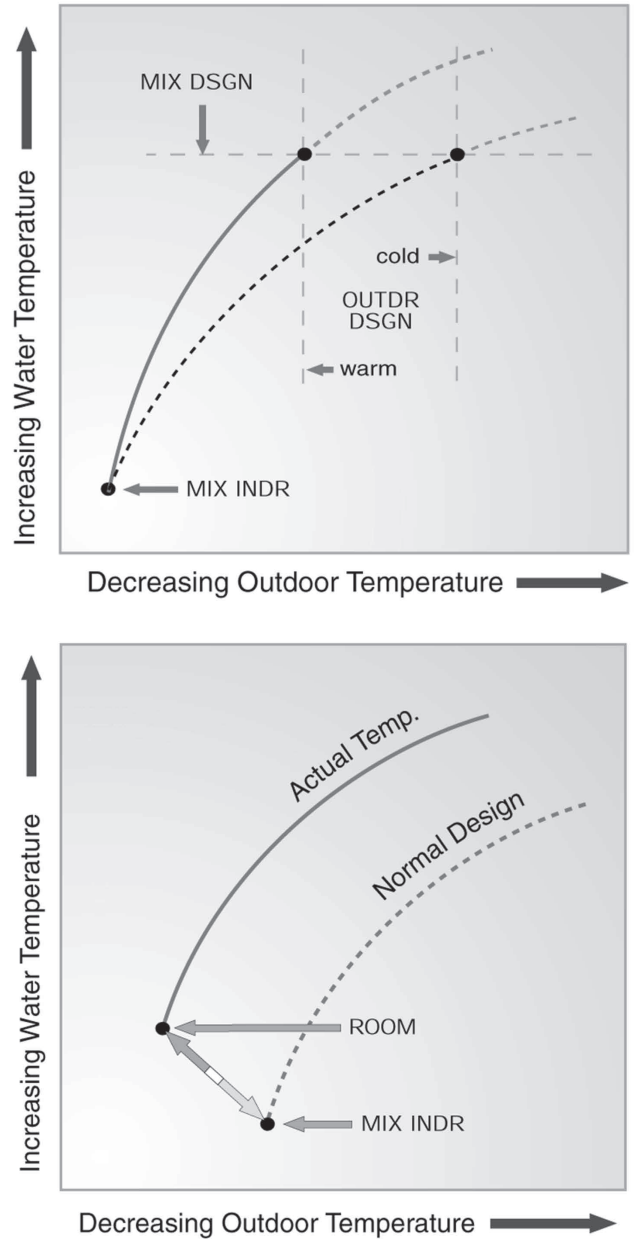 Increasing Water Temperature
MIX DSGN
cold
OUTDR
DSGN
warm
MIX INDR
Decreasing Outdoor Temperature
Increasing Water Temperature
Actual Temp.
Normal Design
ROOM
MIX INDR
Decreasing Outdoor Temperature